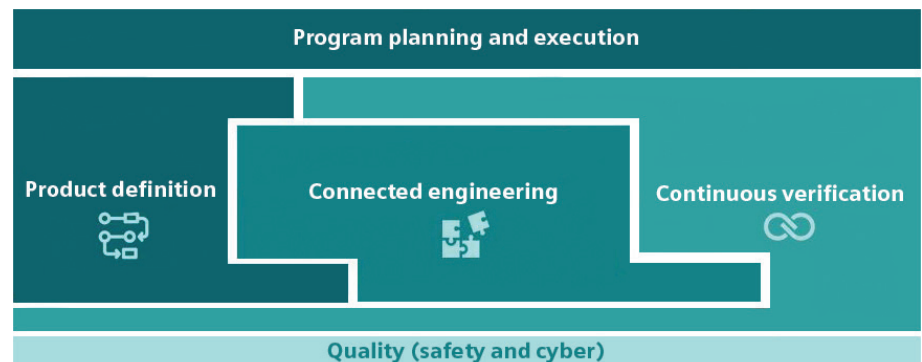 Program planning and execution
Product definition
Connected engineering
Continuous verification
Quality (safety and cyber)